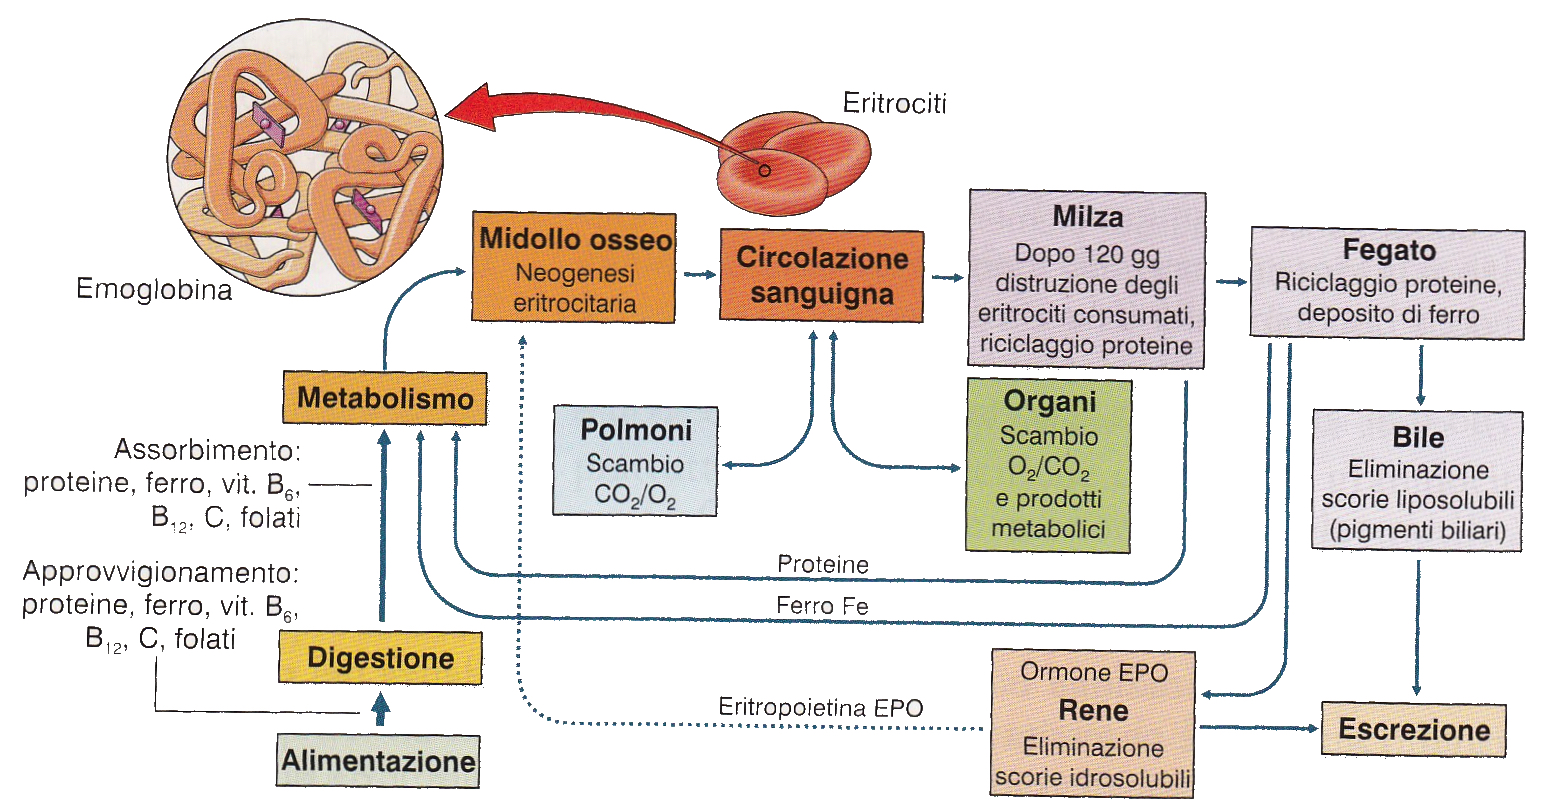 Eritrociti
Emoglobina
Midollo osseo
Neogenesi
eritrocitaria
Circolazione
sanguigna
Milza
Dopo 120 gg
distruzione degli
eritrociti consumati,
riciclaggio proteine
Fegato
Riciclaggio proteine,
deposito di ferro
Metabolismo
Polmoni
Scambio
CO₂/O₂
Organi
Scambio
O₂/CO₂
e prodotti
metabolici
Bile
Eliminazione
scorie liposolubili
(pigmenti biliari)
Assorbimento:
proteine, ferro, vit. B₆,
B₁₂, C, folati
Proteine
Ferro Fe
Approvvigionamento:
proteine, ferro, vit. B₆,
B₁₂, C, folati
Digestione
Alimentazione
Eritropoietina EPO
Ormone EPO
Rene
Eliminazione
scorie idrosolubili
Escrezione